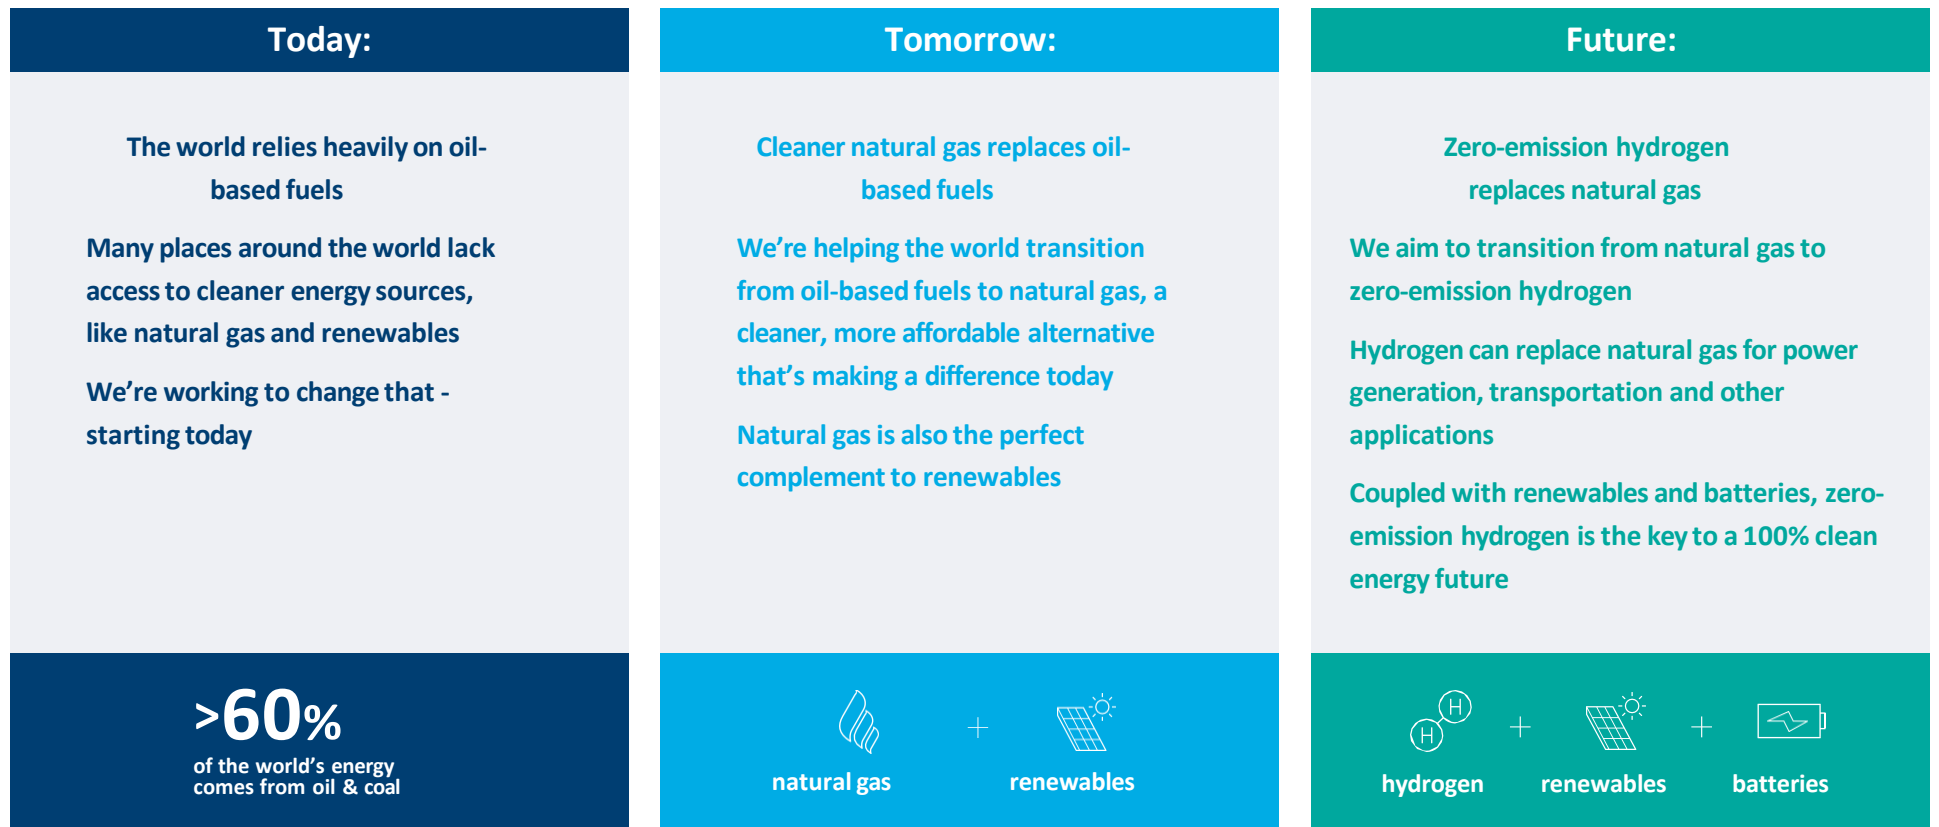 Today:
The world relies heavily on oil-
based fuels
Many places around the world lack
access to cleaner energy sources,
like natural gas and renewables
We're working to change that -
starting today
>60%
of the world's energy
comes from oil & coal
Tomorrow:
Cleaner natural gas replaces oil-
based fuels
We're helping the world transition
from oil-based fuels to natural gas, a
cleaner, more affordable alternative
that's making a difference today
Natural gas is also the perfect
complement to renewables
+
natural gas
renewables
Future:
Zero-emission hydrogen
replaces natural gas
We aim to transition from natural gas to
zero-emission hydrogen
Hydrogen can replace natural gas for power
generation, transportation and other
applications
Coupled with renewables and batteries, zero-
emission hydrogen is the key to a 100% clean
energy future
H
H
+
+
hydrogen
renewables
batteries